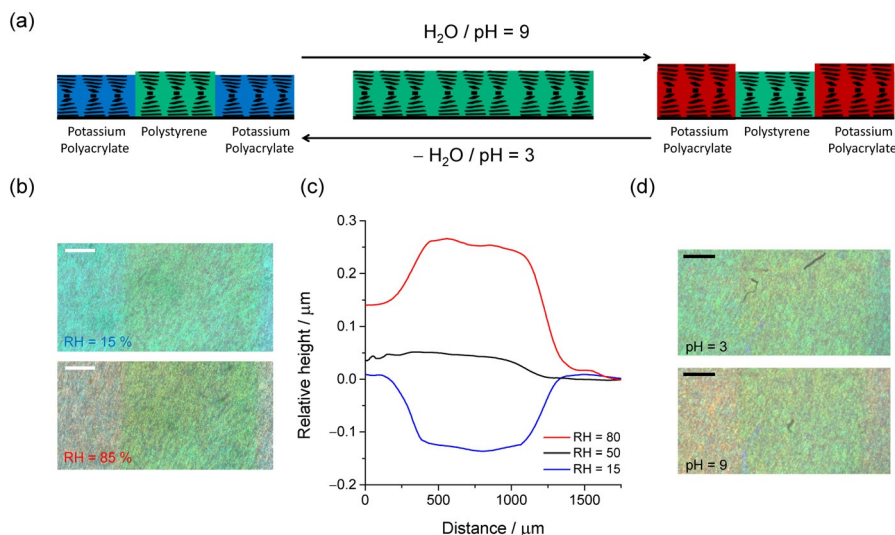 (a)
H2O / pH = 9
Potassium
Polyacrylate
Polystyrene
Potassium
Polyacrylate
Potassium
Polyacrylate
Polystyrene
Potassium
Polyacrylate
– H2O / pH = 3
(b)
RH = 15 %
RH = 85 %
(c)
Relative height / μm
0.3
0.2
0.1
0.0
–0.1
–0.2
RH = 80
RH = 50
RH = 15
0
500
1000
1500
Distance / μm
(d)
pH = 3
pH = 9